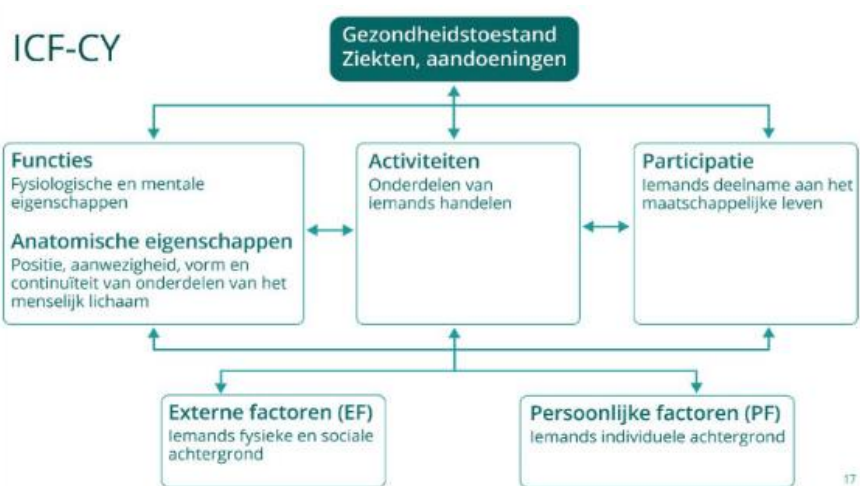 ICF-CY
Gezondheidstoestand
Ziekten, aandoeningen
Functies
Fysiologische en mentale
eigenschappen
Anatomische eigenschappen
Positie, aanwezigheid, vorm en
continuïteit van onderdelen van het
menselijk lichaam
Activiteiten
Onderdelen van
iemands handelen
Participatie
Iemands deelname aan het
maatschappelijke leven
Externe factoren (EF)
Iemands fysieke en sociale
achtergrond
Persoonlijke factoren (PF)
Iemands individuele achtergrond
17